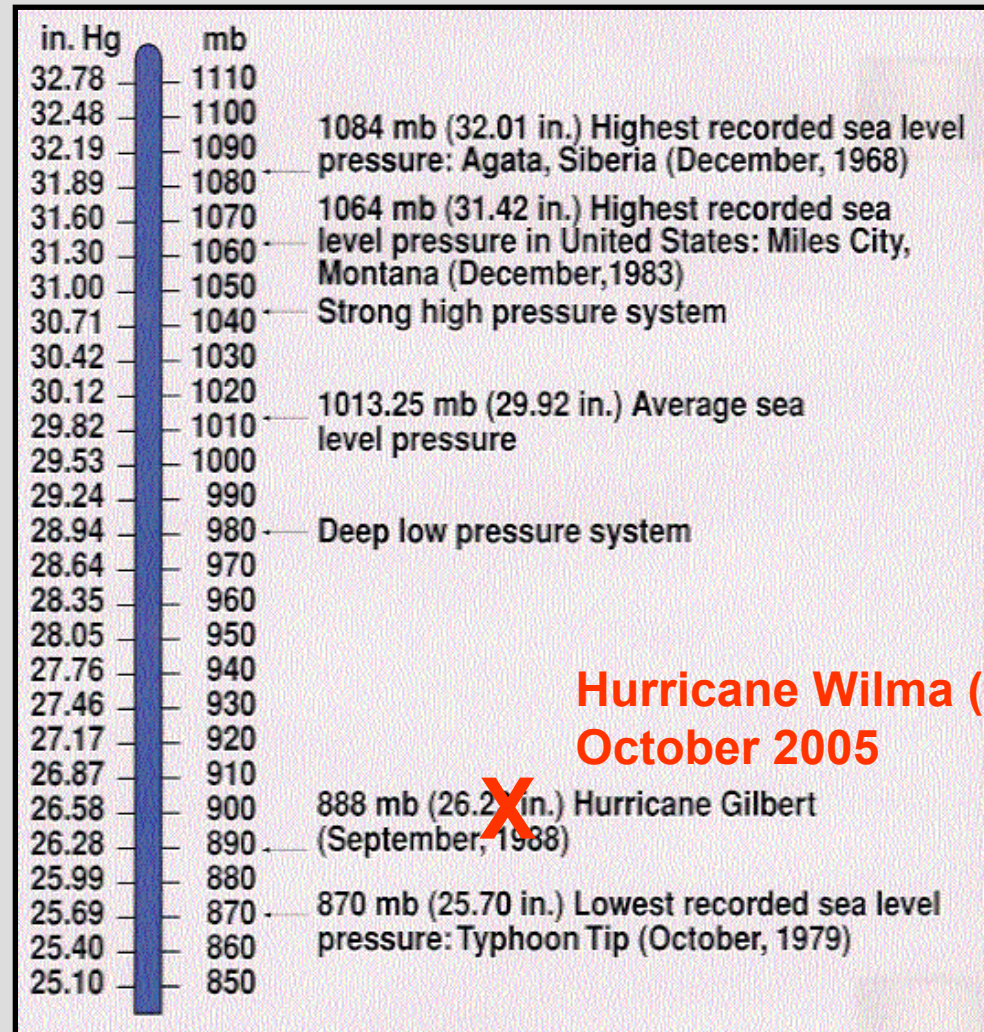 in. Hg mb
32.78 1110
32.48 1100
1084 mb (32.01 in.) Highest recorded sea level
32.19 1090
pressure: Agata, Siberia (December, 1968)
31.89 1080
31.60 1070
1064 mb (31.42 in.) Highest recorded sea
level pressure in United States: Miles City,
31.30 1060
Montana (December,1983)
31.00 1050
Strong high pressure system
30.71 1040
30.42 1030
30.12 1020
1013.25 mb (29.92 in.) Average sea
29.82 1010
level pressure
29.53 1000
29.24 990
28.94 980 Deep low pressure system
28.64 970
28.35 960
28.05 950
27.76 940
Hurricane Wilma (
27.46 930
27.17 920
October 2005
26.87 910
X
26.58 900 888 mb in.) Hurricane Gilbert
26.28 890 (September, 1988)
25.99 880
25.69 870 870 mb (25.70 in.) Lowest recorded sea level
pressure: Typhoon Tip (October, 1979)
25.40 860
25.10 850